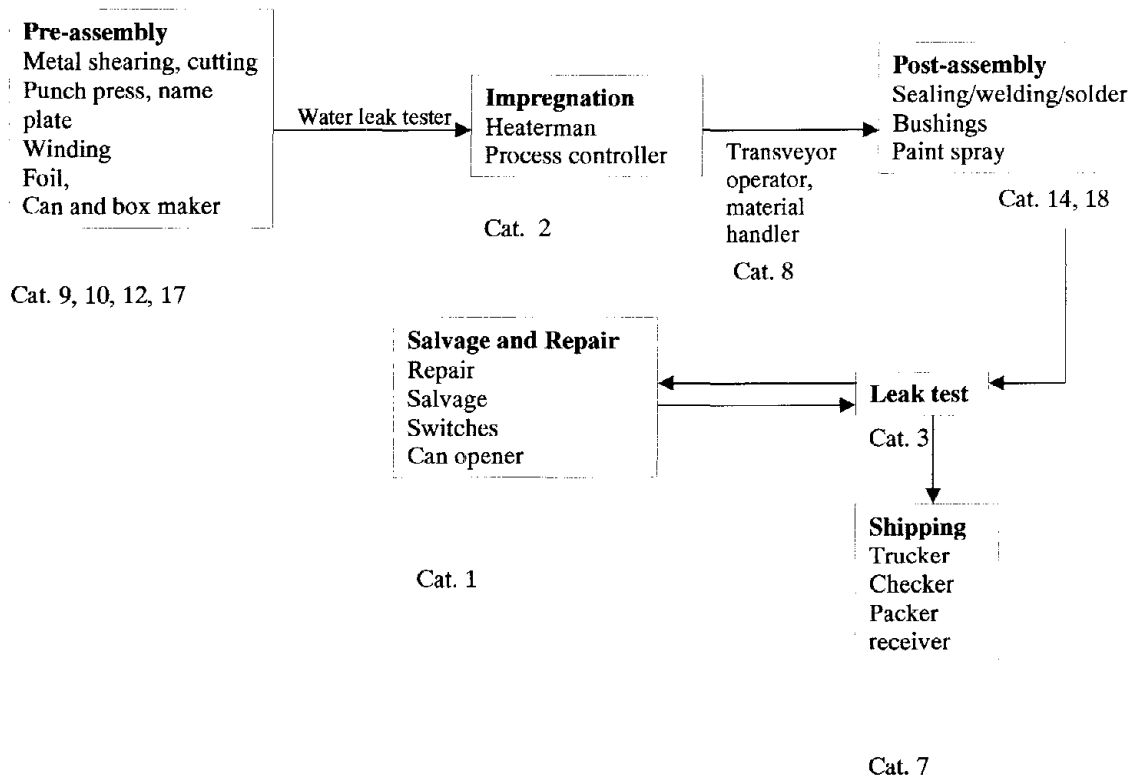 Pre-assembly
Metal shearing, cutting
Punch press, name
plate
Winding
Foil,
Can and box maker
Cat. 9, 10, 12, 17
Water leak tester
Impregnation
Heaterman
Process controller
Cat. 2
Transveyor
operator,
material
handler
Cat. 8
Post-assembly
Sealing/welding/solder
Bushings
Paint spray
Cat. 14, 18
Salvage and Repair
Repair
Salvage
Switches
Can opener
Cat. 1
Leak test
Cat. 3
Shipping
Trucker
Checker
Packer
receiver
Cat. 7